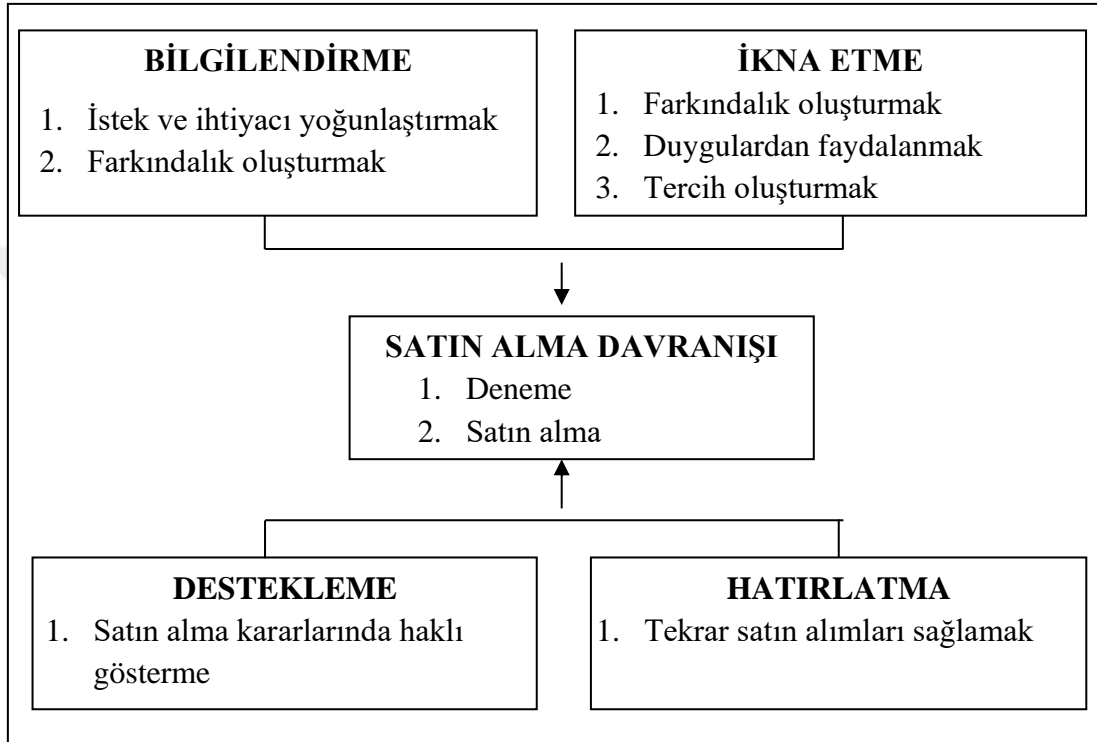 BİLGİLENDİRME
1. İstek ve ihtiyacı yoğunlaştırmak
2. Farkındalık oluşturmak
İKNA ETME
1. Farkındalık oluşturmak
2. Duygulardan faydalanmak
3. Tercih oluşturmak
SATIN ALMA DAVRANIŞI
1. Deneme
2. Satın alma
DESTEKLEME
1. Satın alma kararlarında haklı
gösterme
HATIRLATMA
1. Tekrar satın alımları sağlamak